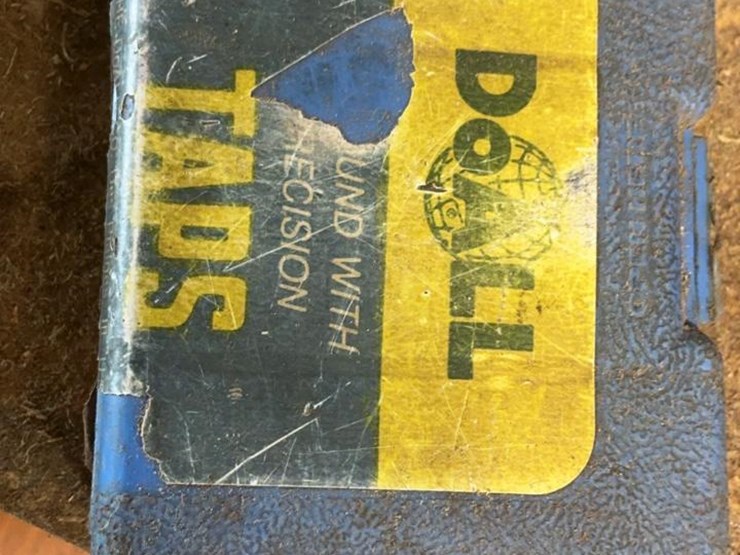 DoALL
UND WITH
ECISION
TAPS